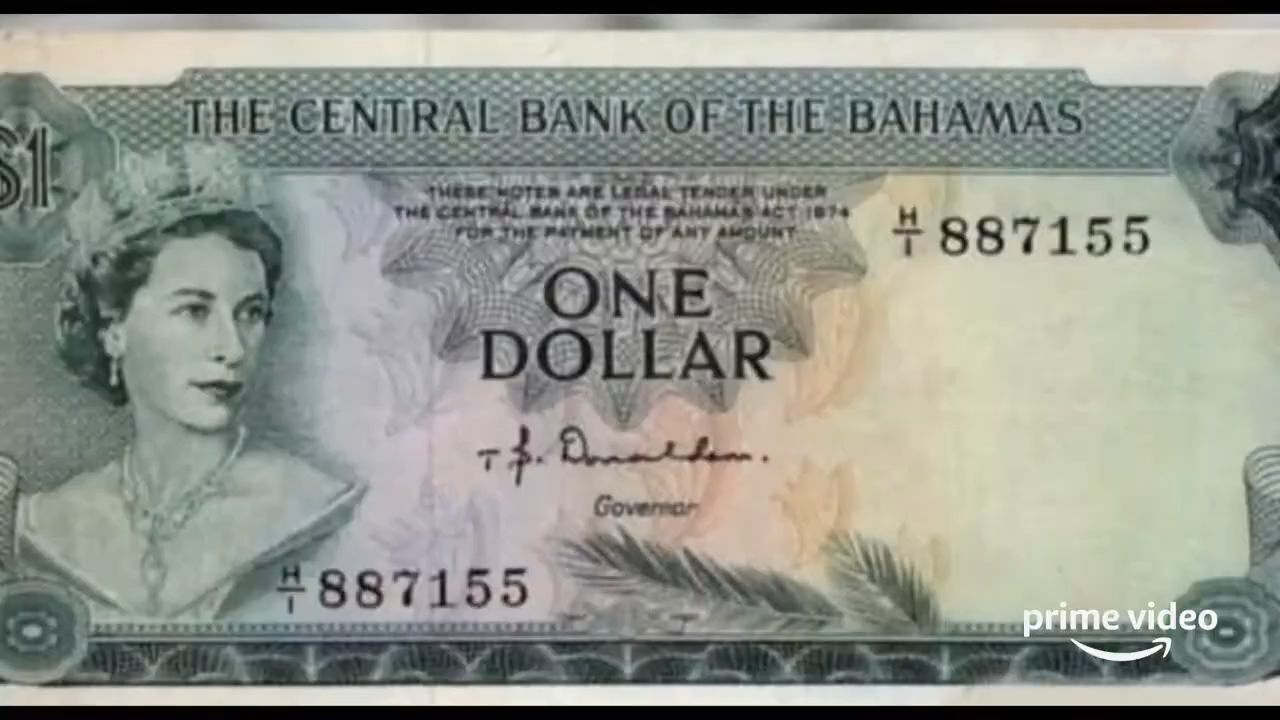 THE CENTRAL BANK OF THE BAHAMAS
$1
THESE NOTES ARE LEGAL TENDER UNDER
THE CENTRAL BANK OF THE BAHAMAS ACT 1974
FOR THE PAYMENT OF ANY AMOUNT
H/1 887155
ONE
DOLLAR
T B. Donaldson.
Governor
H/1 887155
prime video